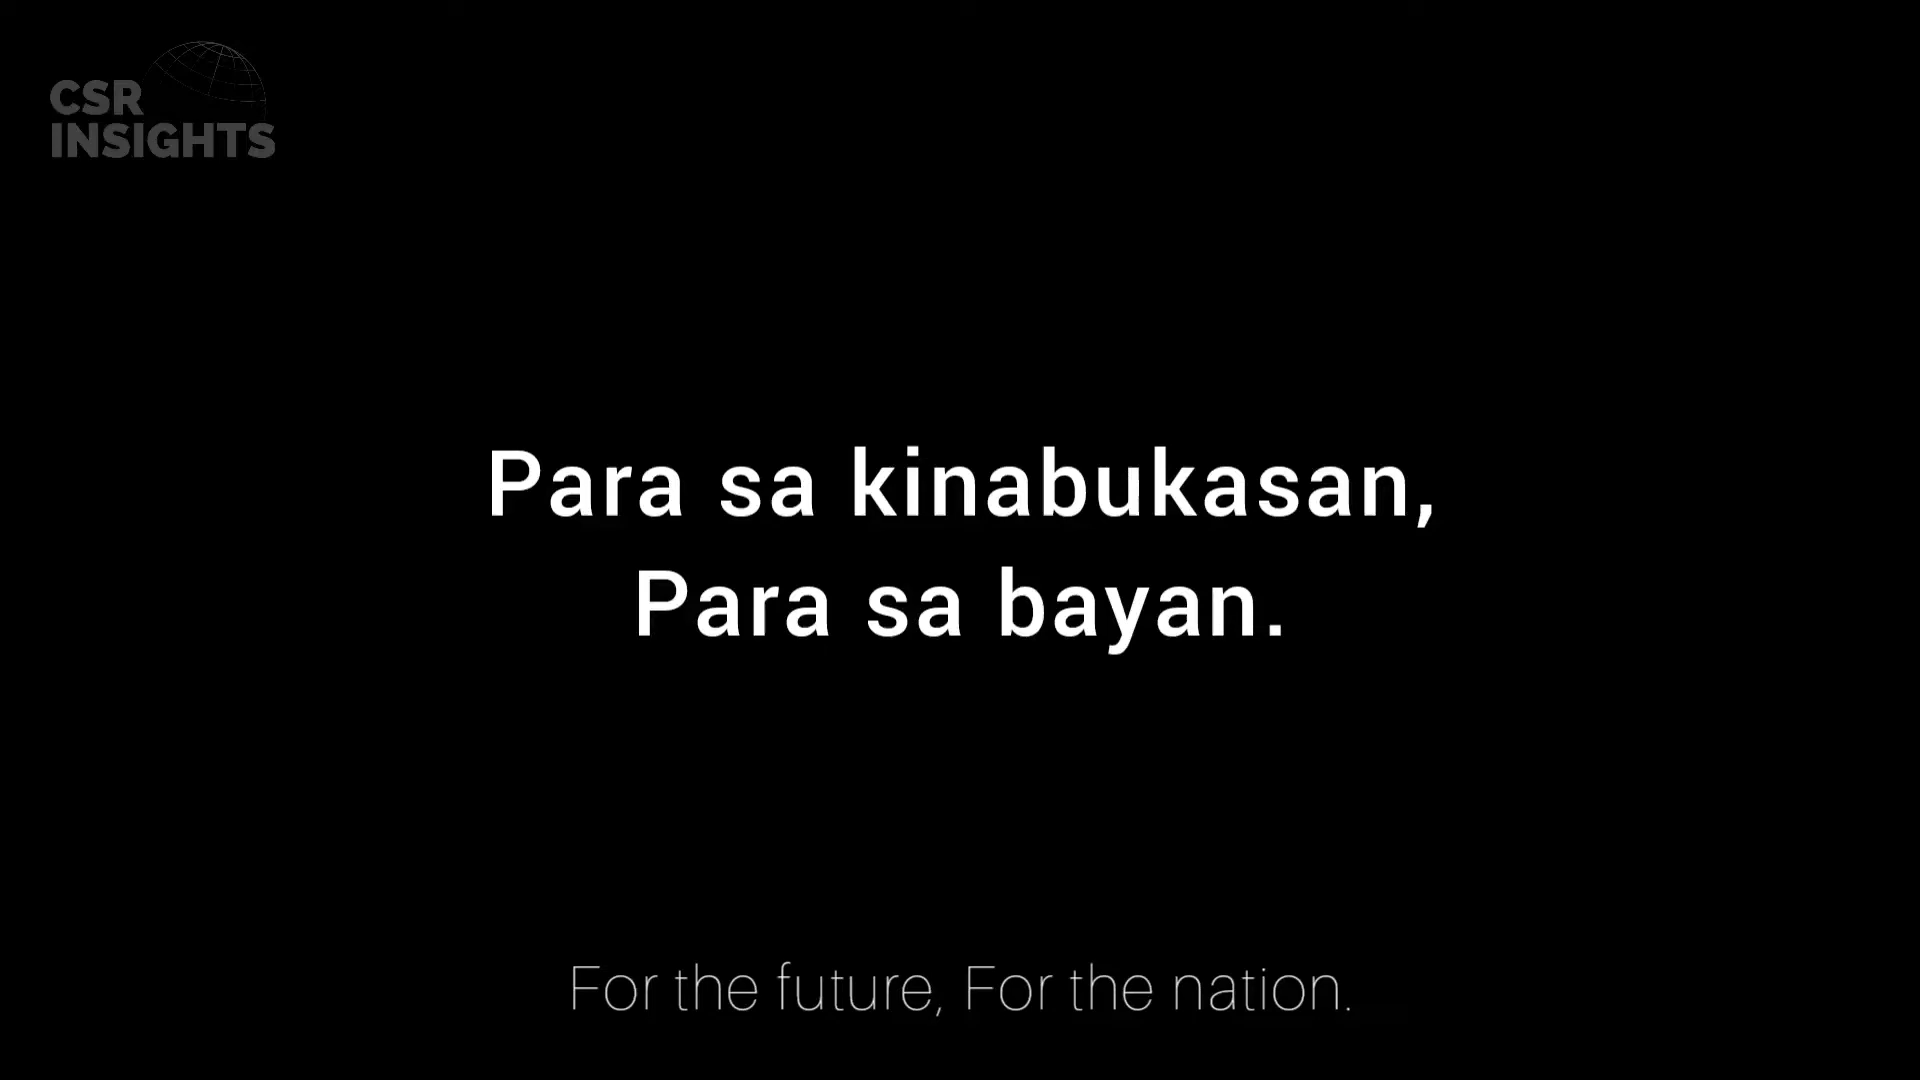 CSR
INSIGHTS
Para sa kinabukasan,
Para sa bayan.
For the future, For the nation.